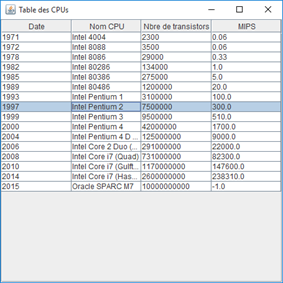 Table des CPUs
Date Nom CPU Nbre de transistors MIPS
1971 Intel 4004 2300 0.06
1972 Intel 8088 3500 0.06
1978 Intel 8086 29000 0.33
1982 Intel 80286 134000 1.0
1985 Intel 80386 275000 5.0
1989 Intel 80486 1200000 20.0
1993 Intel Pentium 1 3100000 100.0
1997 Intel Pentium 2 7500000 300.0
1999 Intel Pentium 3 9500000 510.0
2000 Intel Pentium 4 42000000 1700.0
2004 Intel Pentium 4 D ... 125000000 9000.0
2006 Intel Core 2 Duo (... 291000000 22000.0
2008 Intel Core i7 (Quad) 731000000 82300.0
2010 Intel Core i7 (Gulft... 1170000000 147600.0
2014 Intel Core i7 (Has... 2600000000 238310.0
2015 Oracle SPARC M7 10000000000 -1.0